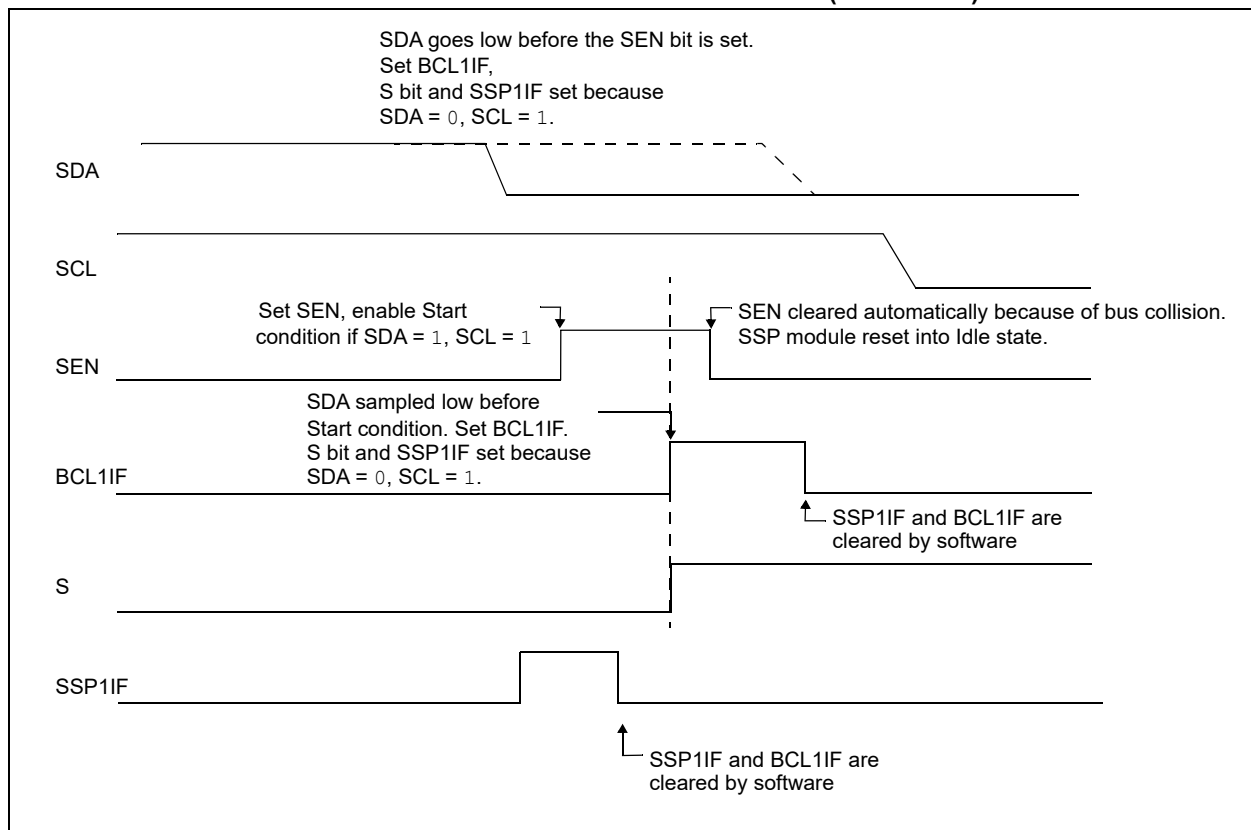 SDA goes low before the SEN bit is set.
Set BCL1IF,
S bit and SSP1IF set because
SDA = 0, SCL = 1.
SDA
SCL
Set SEN, enable Start
condition if SDA = 1, SCL = 1
SEN cleared automatically because of bus collision.
SSP module reset into Idle state.
SEN
SDA sampled low before
Start condition. Set BCL1IF.
S bit and SSP1IF set because
SDA = 0, SCL = 1.
BCL1IF
SSP1IF and BCL1IF are
cleared by software
S
SSP1IF
SSP1IF and BCL1IF are
cleared by software